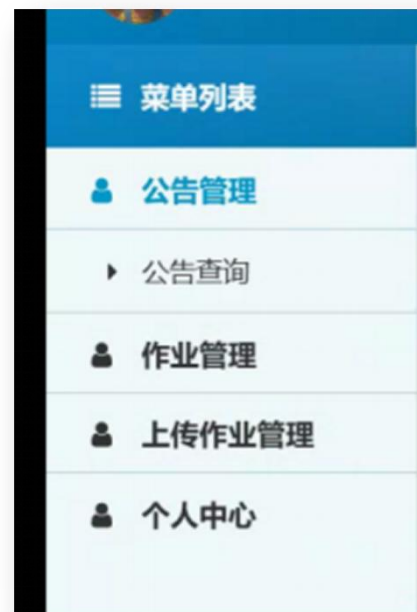 菜单列表
公告管理
公告查询
作业管理
上传作业管理
个人中心